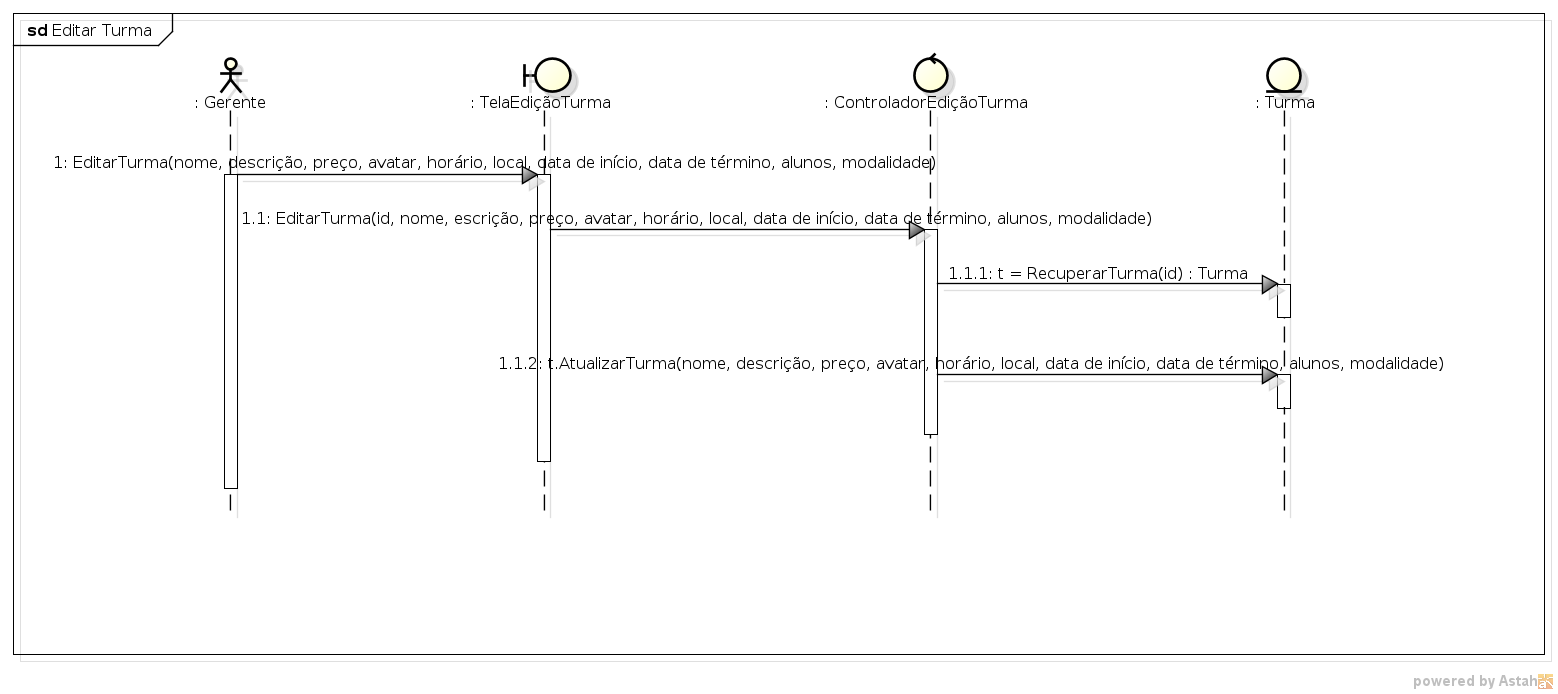 sd Editar Turma
: Gerente
: TelaEdiçãoTurma
: ControladorEdiçãoTurma
: Turma
1: EditarTurma(nome, descrição, preço, avatar, horário, local, data de início, data de término, alunos, modalidade)
1.1: EditarTurma(id, nome, escrição, preço, avatar, horário, local, data de início, data de término, alunos, modalidade)
1.1.1: t = RecuperarTurma(id) : Turma
1.1.2: t.AtualizarTurma(nome, descrição, preço, avatar, horário, local, data de início, data de término, alunos, modalidade)
powered by Astah